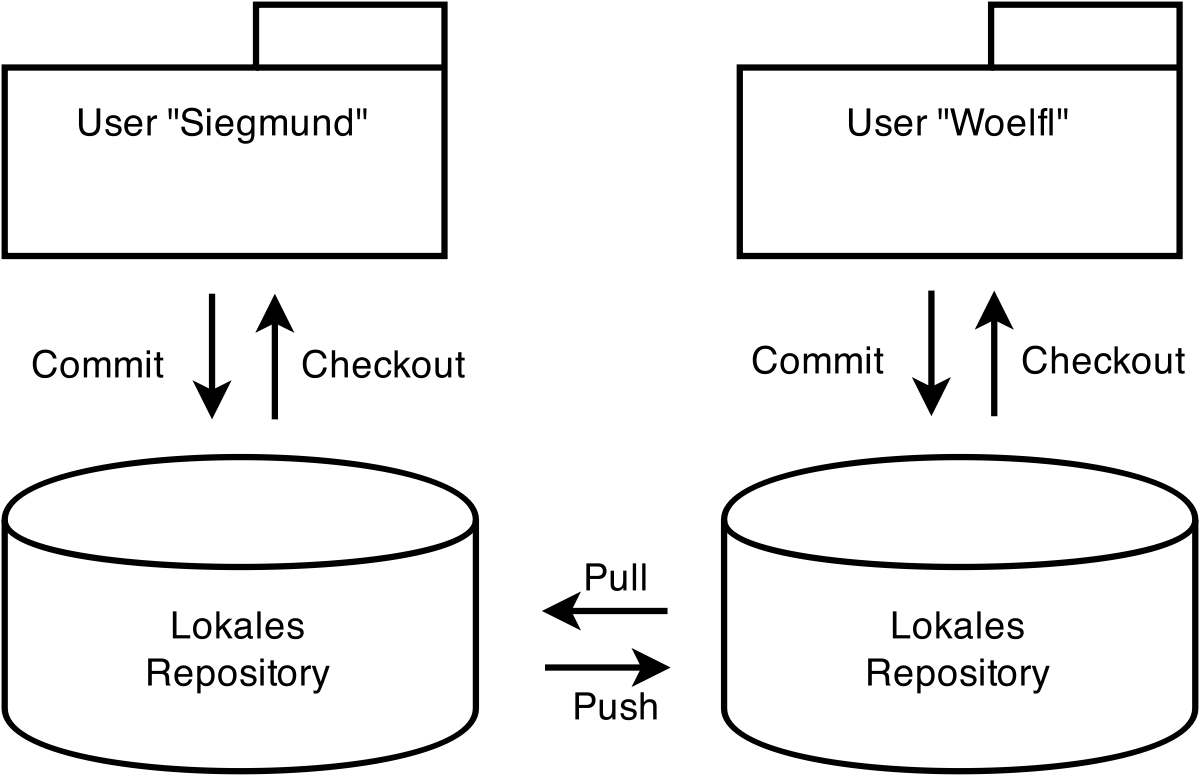 User "Siegmund"
User "Woelfl"
Commit
Checkout
Commit
Checkout
Lokales
Repository
Pull
Push
Lokales
Repository